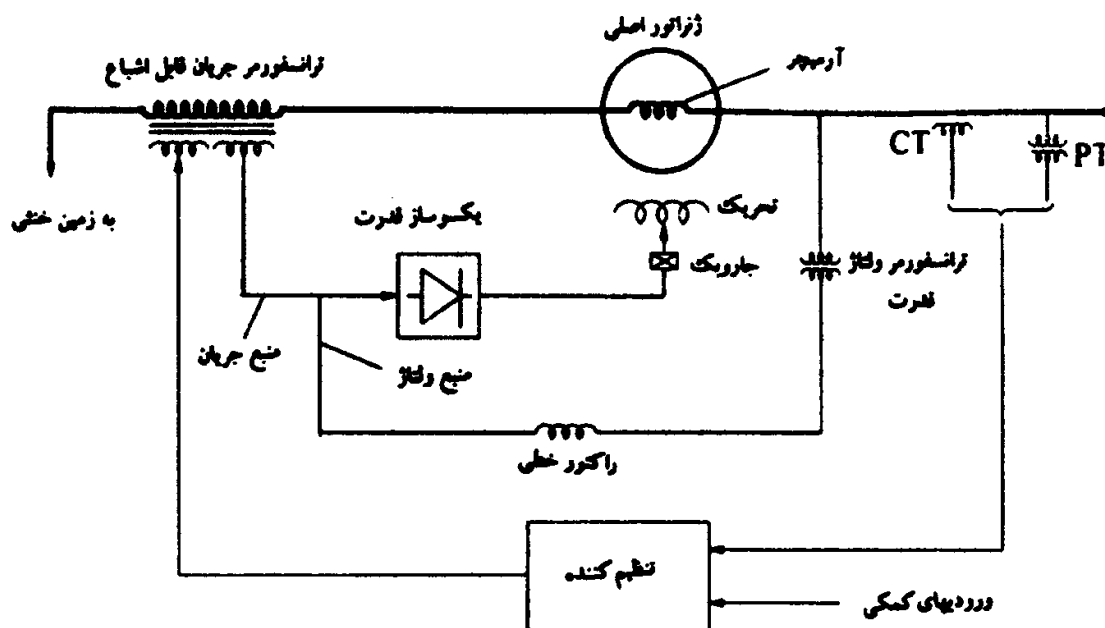 ژنراتور اصلی
ترانسفورمر جریان قابل اشباع
آرمیچر
CT
PT
به زمین خنثی
یکسوساز قدرت
تحریک
جاروبک
ترانسفورمر ولتاژ
قدرت
منبع جریان
منبع ولتاژ
راکتور خطی
تنظیم کننده
ورودیهای کمکی